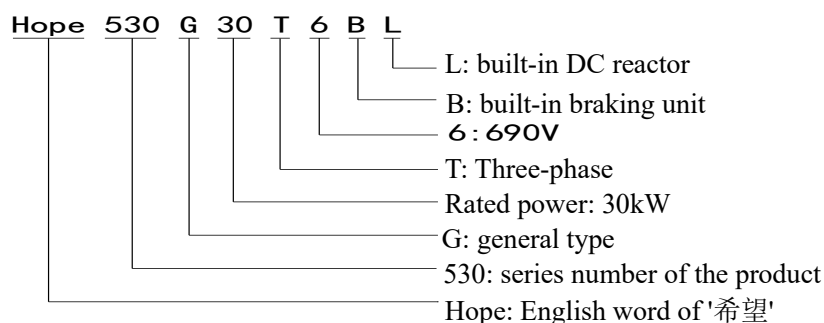 Hope 530 G 30 T 6 B L
L: built-in DC reactor
B: built-in braking unit
6:690V
T: Three-phase
Rated power: 30kW
G: general type
530: series number of the product
Hope: English word of '希望'